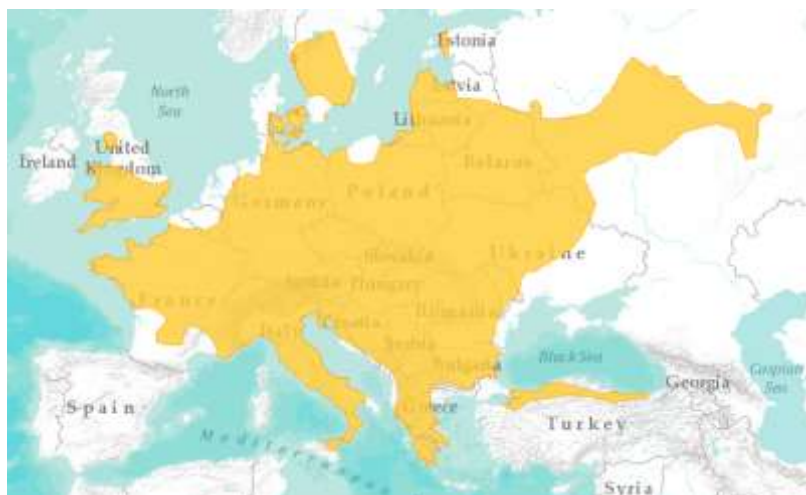 Estonia
Latvia
North
Sea
Lithuania
United
Ireland
Kingdom
Belarus
Poland
Germany
Ukraine
Slovakia
Austria
Hungary
France
Romania
Croatia
Italy
Serbia
Black Sea
Bulgaria
Caspian
Sea
Georgia
Spain
Greece
Turkey
Mediterranean
Syria